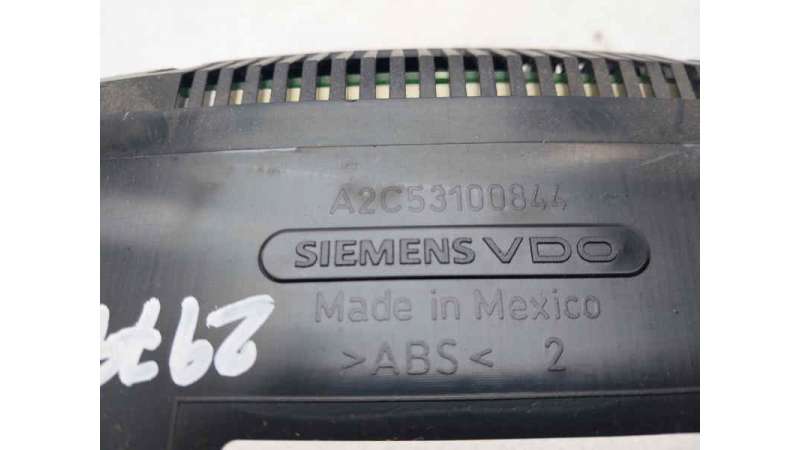 A2C53100844
SIEMENS VDO
Made in Mexico
>ABS< 2